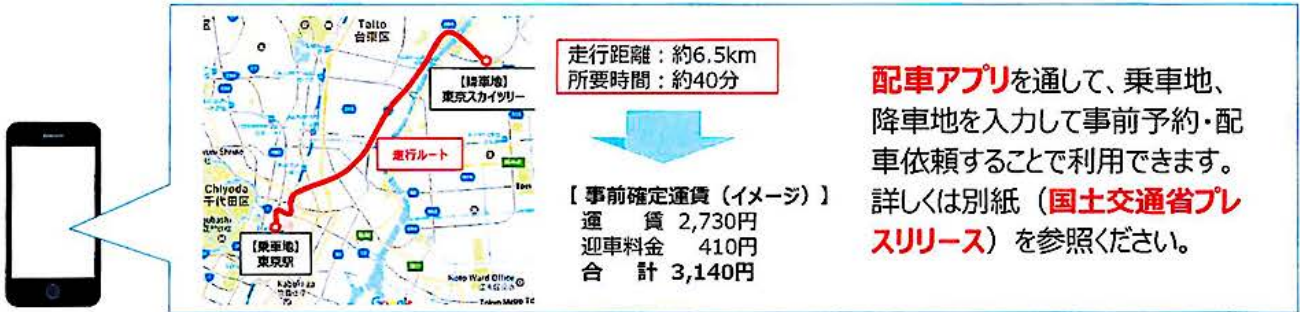 Taito
台東区
【降車地】
東京スカイツリー
走行ルート
Chiyoda
千代田区
【乗車地】
東京駅
Koto Ward Office
Google
走行距離:約6.5km
所要時間:約40分
【 事前確定運賃(イメージ)】
運 賃 2,730円
迎車料金 410円
合 計 3,140円
配車アプリを通して、乗車地、
降車地を入力して事前予約・配
車依頼することで利用できます。
詳しくは別紙(国土交通省プレ
スリリース)を参照ください。